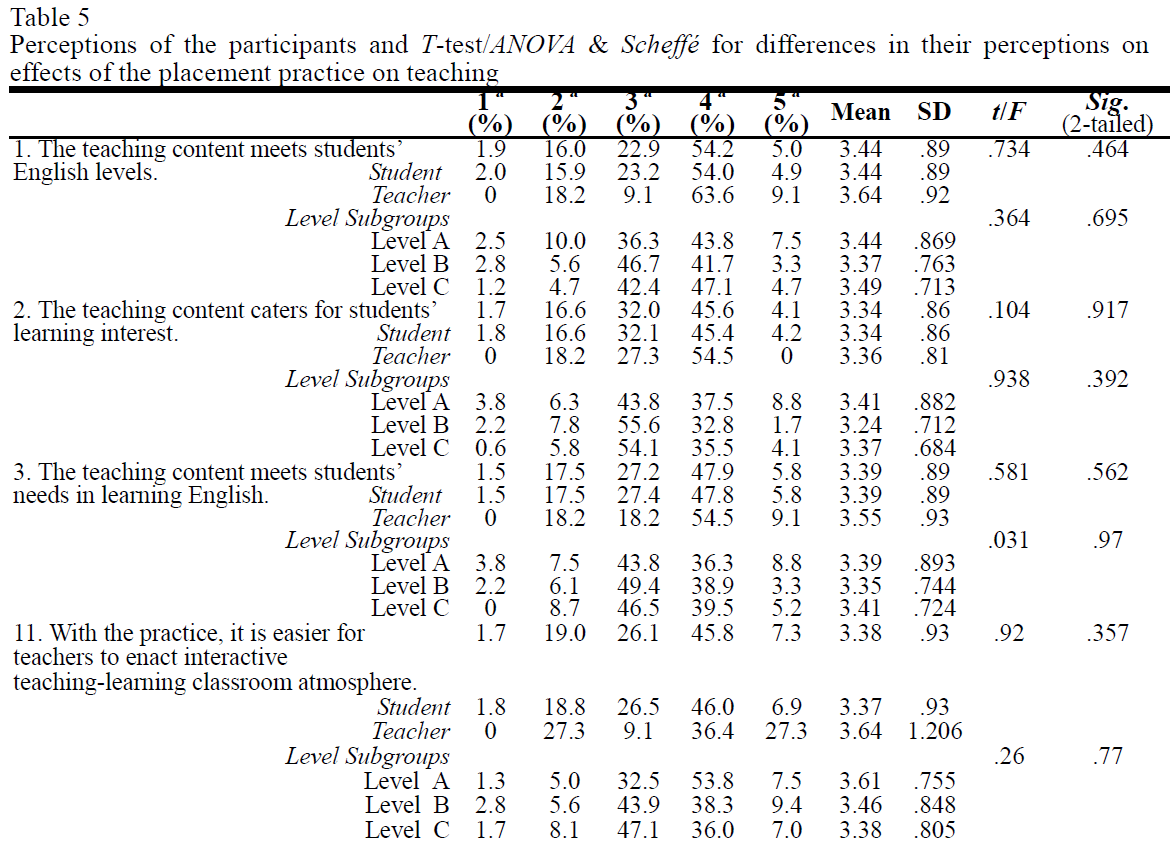 Table 5
Perceptions of the participants and T-test/ANOVA & Scheffé for differences in their perceptions on
effects of the placement practice on teaching
1 a 2 a 3 a 4 a 5 a Mean SD t/F Sig.
(%) (%) (%) (%) (%) (2-tailed)
1. The teaching content meets students' 1.9 16.0 22.9 54.2 5.0 3.44 .89 .734 .464
English levels. Student 2.0 15.9 23.2 54.0 4.9 3.44 .89
Teacher 0 18.2 9.1 63.6 9.1 3.64 .92
Level Subgroups .364 .695
Level A 2.5 10.0 36.3 43.8 7.5 3.44 .869
Level B 2.8 5.6 46.7 41.7 3.3 3.37 .763
Level C 1.2 4.7 42.4 47.1 4.7 3.49 .713
2. The teaching content caters for students' 1.7 16.6 32.0 45.6 4.1 3.34 .86 .104 .917
learning interest. Student 1.8 16.6 32.1 45.4 4.2 3.34 .86
Teacher 0 18.2 27.3 54.5 0 3.36 .81
Level Subgroups .938 .392
Level A 3.8 6.3 43.8 37.5 8.8 3.41 .882
Level B 2.2 7.8 55.6 32.8 1.7 3.24 .712
Level C 0.6 5.8 54.1 35.5 4.1 3.37 .684
3. The teaching content meets students' 1.5 17.5 27.2 47.9 5.8 3.39 .89 .581 .562
needs in learning English. Student 1.5 17.5 27.4 47.8 5.8 3.39 .89
Teacher 0 18.2 18.2 54.5 9.1 3.55 .93
Level Subgroups .031 .97
Level A 3.8 7.5 43.8 36.3 8.8 3.39 .893
Level B 2.2 6.1 49.4 38.9 3.3 3.35 .744
Level C 0 8.7 46.5 39.5 5.2 3.41 .724
11. With the practice, it is easier for 1.7 19.0 26.1 45.8 7.3 3.38 .93 .92 .357
teachers to enact interactive
teaching-learning classroom atmosphere.
Student 1.8 18.8 26.5 46.0 6.9 3.37 .93
Teacher 0 27.3 9.1 36.4 27.3 3.64 1.206
Level Subgroups .26 .77
Level A 1.3 5.0 32.5 53.8 7.5 3.61 .755
Level B 2.8 5.6 43.9 38.3 9.4 3.46 .848
Level C 1.7 8.1 47.1 36.0 7.0 3.38 .805